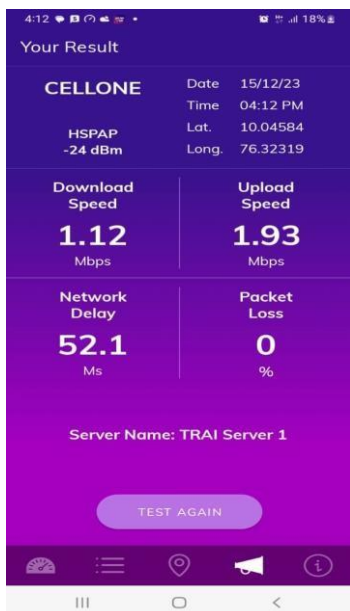 4:12
18%
Your Result
CELLONE
HSPAP
-24 dBm
Date 15/12/23
Time 04:12 PM
Lat. 10.04584
Long. 76.32319
Download
Speed
1.12
Mbps
Upload
Speed
1.93
Mbps
Network
Delay
52.1
Ms
Packet
Loss
0
%
Server Name: TRAI Server 1
TEST AGAIN